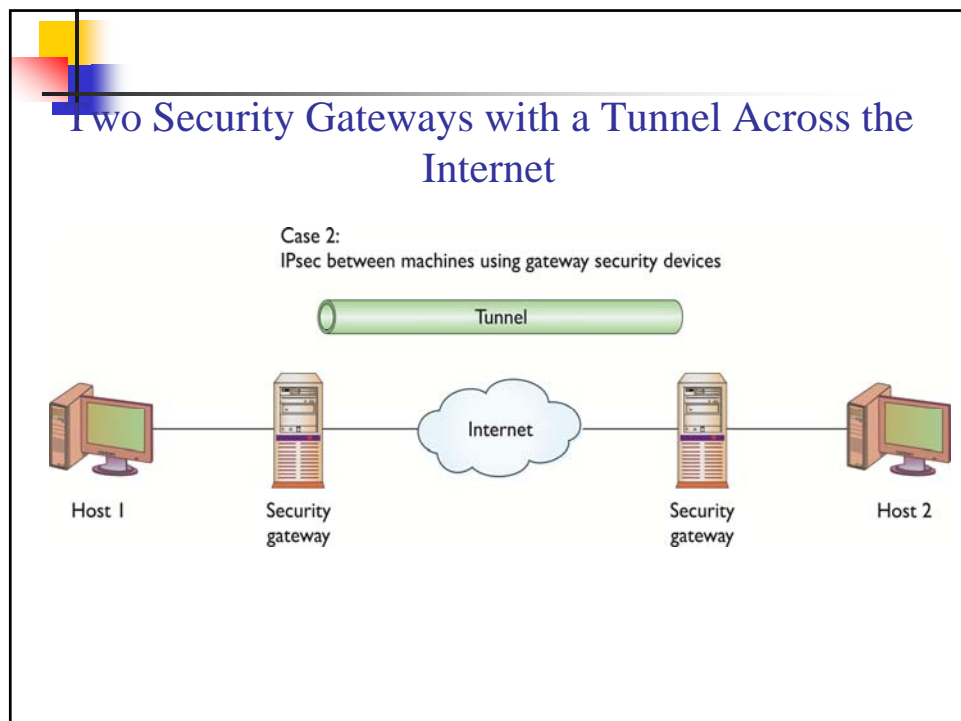 Two Security Gateways with a Tunnel Across the
Internet
Case 2:
IPsec between machines using gateway security devices
Tunnel
Internet
Host 1
Security
gateway
Security
gateway
Host 2